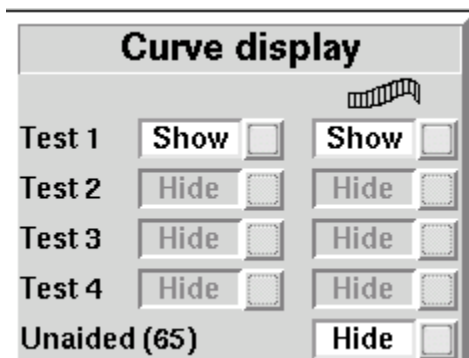 Curve display
Test 1 Show Show
Test 2 Hide Hide
Test 3 Hide Hide
Test 4 Hide Hide
Unaided (65) Hide